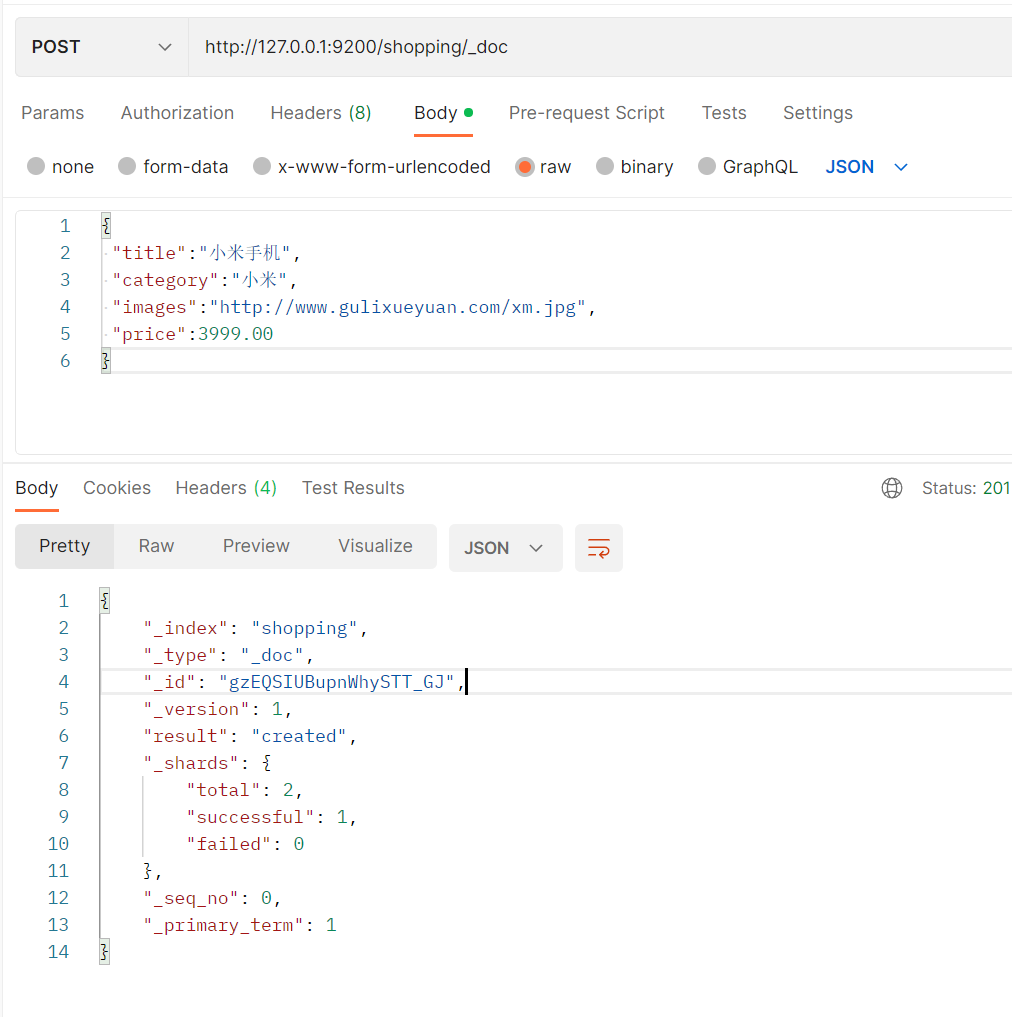 POST http://127.0.0.1:9200/shopping/_doc
Params Authorization Headers (8) Body Pre-request Script Tests Settings
none form-data x-www-form-urlencoded raw binary GraphQL JSON
1 {
2 "title":"小米手机",
3 "category":"小米",
4 "images":"http://www.gulixueyuan.com/xm.jpg",
5 "price":3999.00
6 }
Body Cookies Headers (4) Test Results Status: 201
Pretty Raw Preview Visualize JSON
1 {
2 "_index": "shopping",
3 "_type": "_doc",
4 "_id": "gzEQSIUBupnWhySTT_GJ",
5 "_version": 1,
6 "result": "created",
7 "_shards": {
8 "total": 2,
9 "successful": 1,
10 "failed": 0
11 },
12 "_seq_no": 0,
13 "_primary_term": 1
14 }